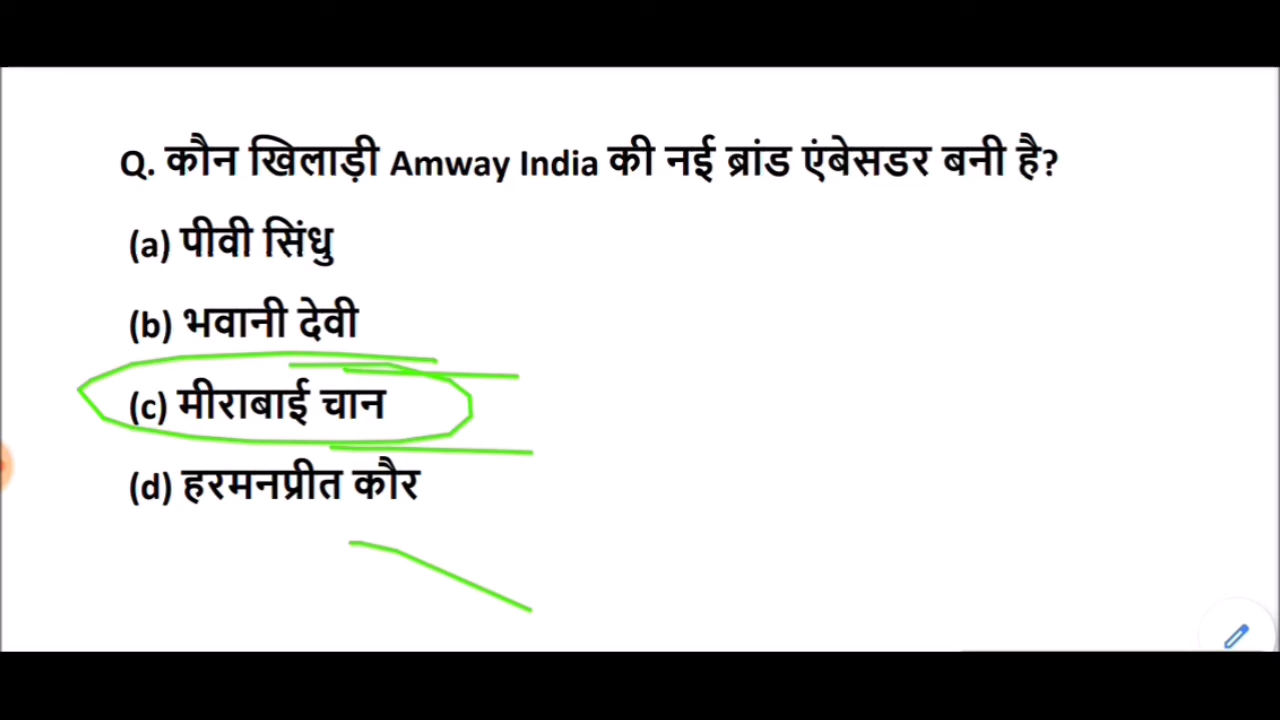 Q. कौन खिलाड़ी Amway India की नई ब्रांड एंबेसडर बनी है?
(a) पीवी सिंधु
(b) भवानी देवी
(c) मीराबाई चान
(d) हरमनप्रीत कौर